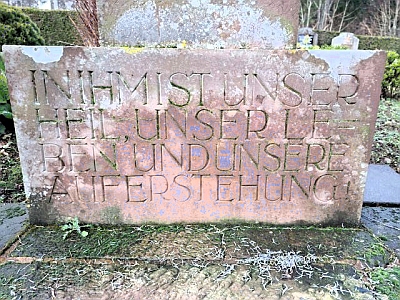 IN IHM IST UNSER
HEIL, UNSER LE-
BEN, UND UNSERE
AUFERSTEHUNG!